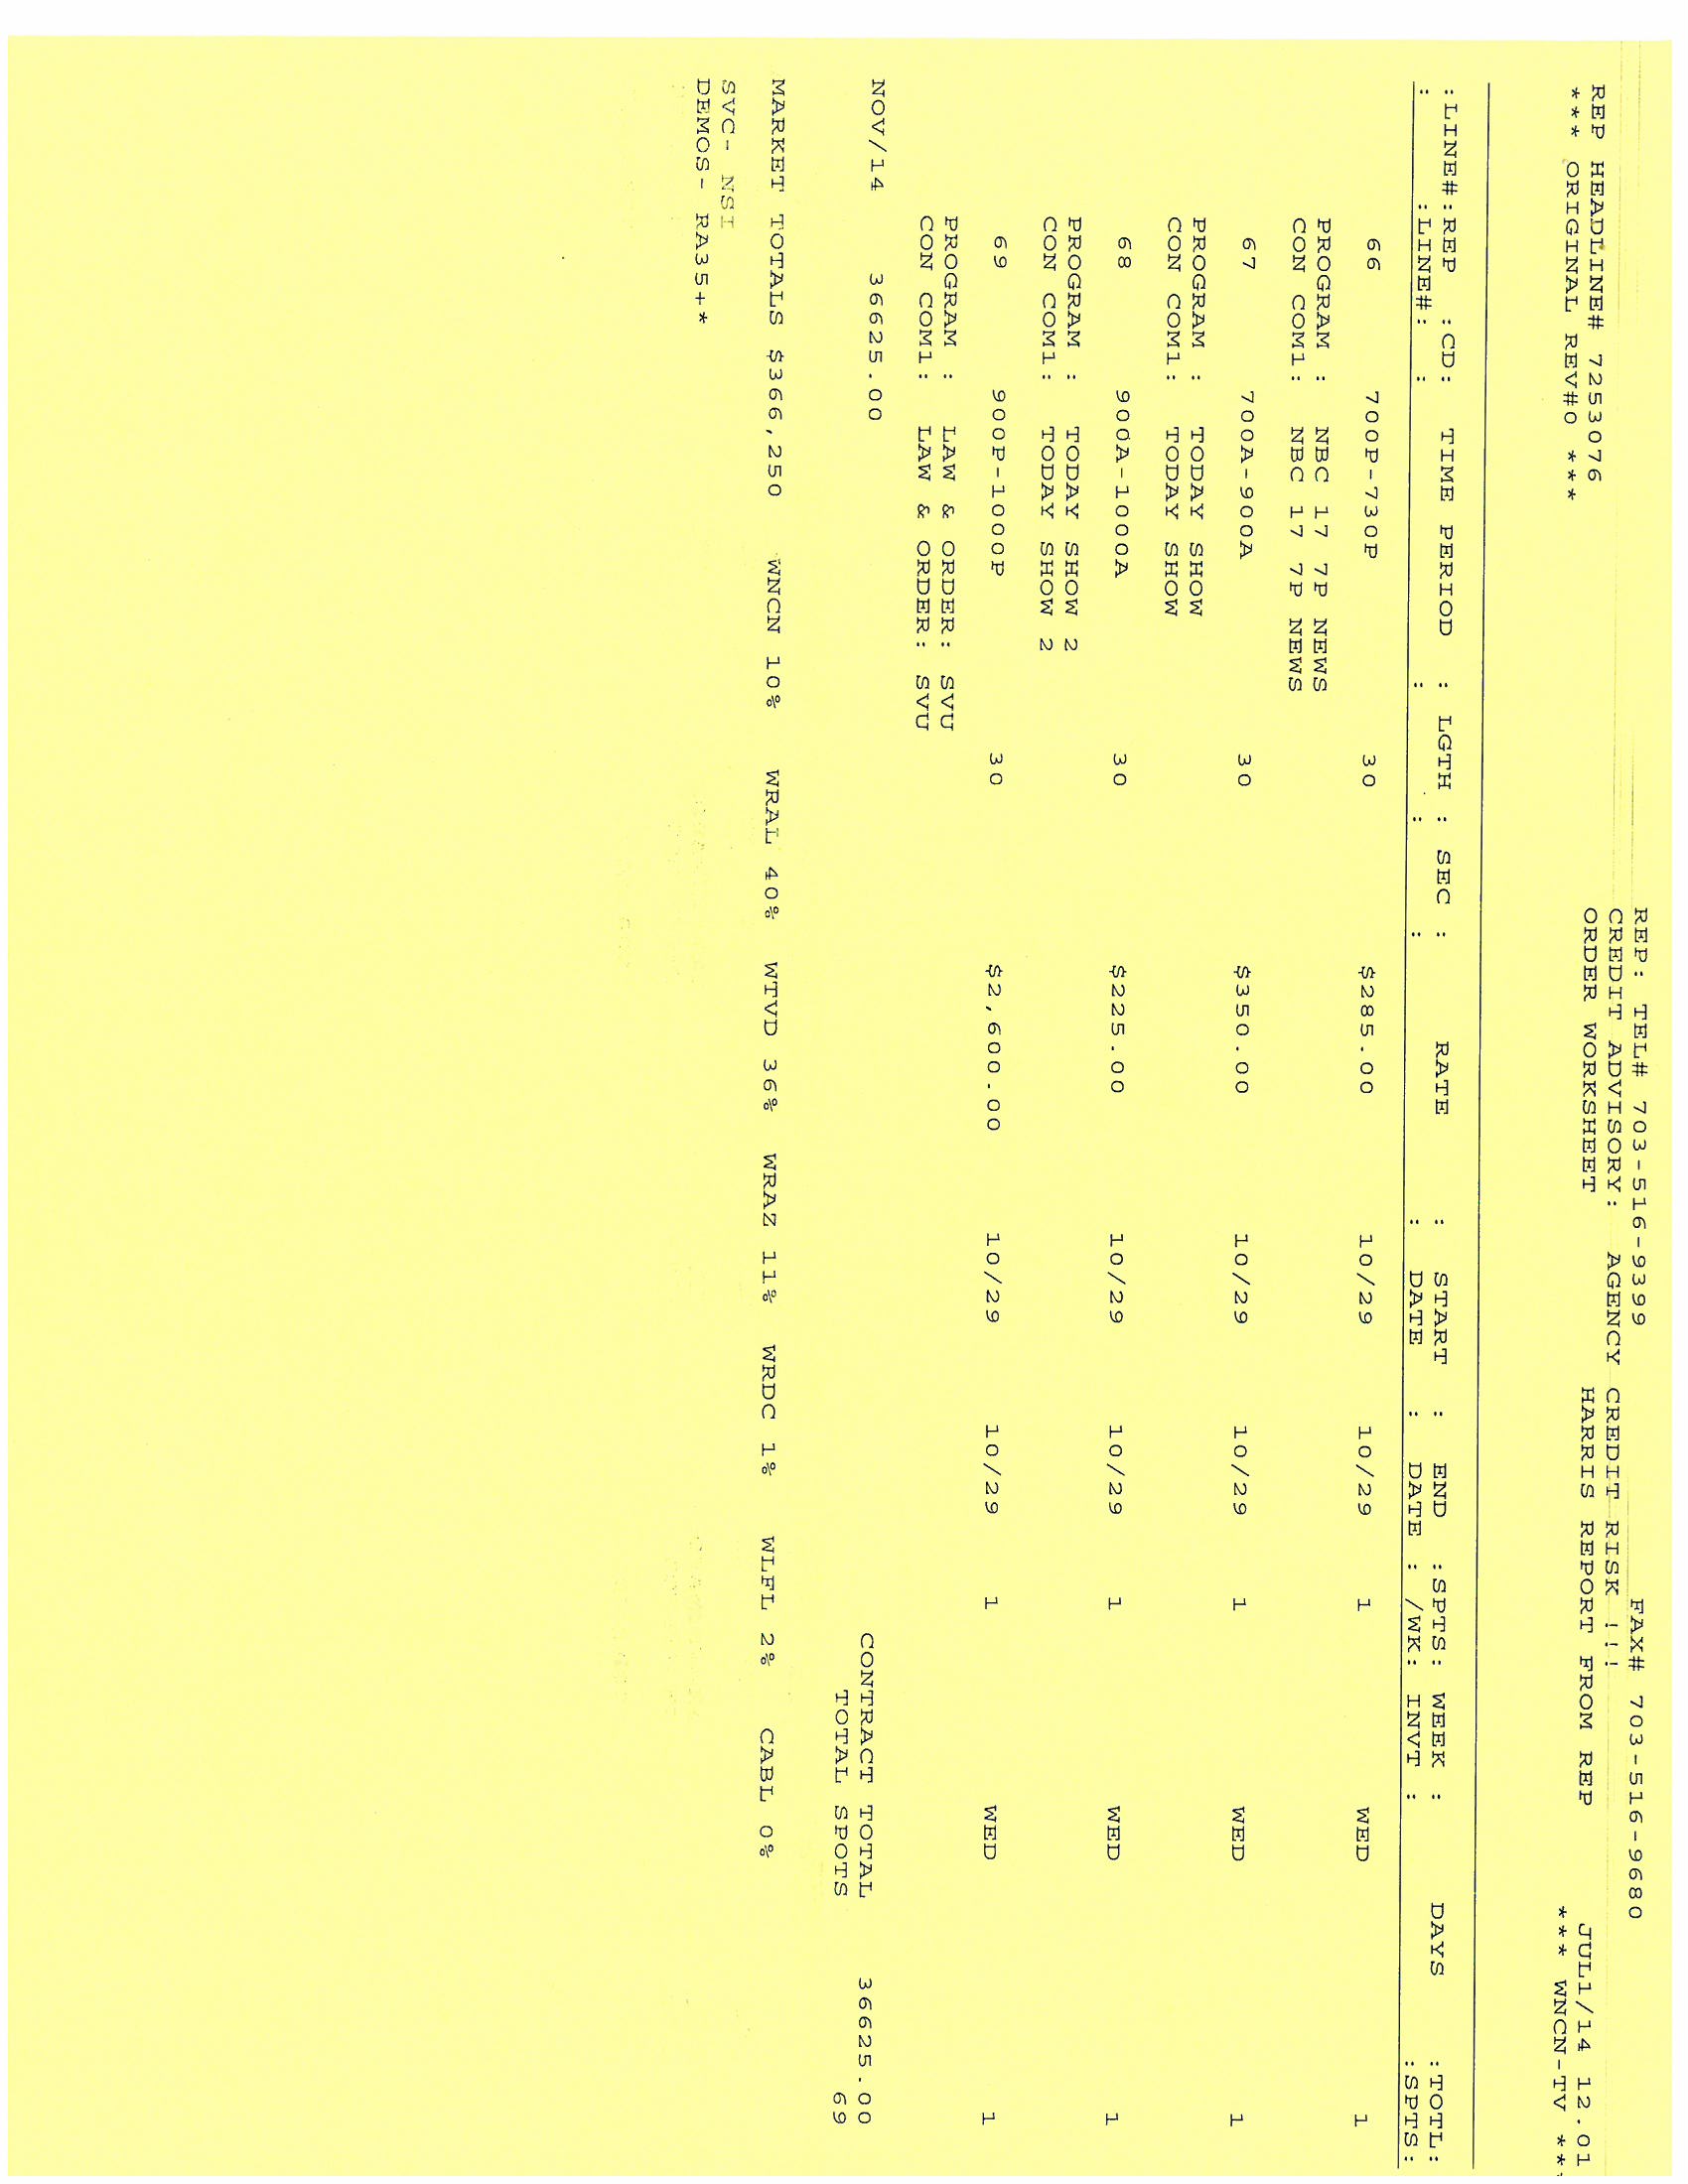 REP: TEL# 703-516-9399 FAX# 703-516-9680
CREDIT ADVISORY: AGENCY CREDIT RISK !!!
REP HEADLINE# 7253076 ORDER WORKSHEET HARRIS REPORT FROM REP JUL1/14 12.01
*** ORIGINAL REV#0 *** *** WNCN-TV ***
:LINE#:REP :CD: TIME PERIOD : LGTH : SEC : RATE : START : END :SPTS: WEEK : DAYS :TOTL:
: :LINE#: : : : : : DATE : DATE : /WK: INVT : :SPTS:
66 700P-730P 30 $285.00 10/29 10/29 1 WED 1
PROGRAM : NBC 17 7P NEWS
CON COM1: NBC 17 7P NEWS
67 700A-900A 30 $350.00 10/29 10/29 1 WED 1
PROGRAM : TODAY SHOW
CON COM1: TODAY SHOW
68 900A-1000A 30 $225.00 10/29 10/29 1 WED 1
PROGRAM : TODAY SHOW 2
CON COM1: TODAY SHOW 2
69 900P-1000P 30 $2,600.00 10/29 10/29 1 WED 1
PROGRAM : LAW & ORDER: SVU
CON COM1: LAW & ORDER: SVU
NOV/14 36625.00 CONTRACT TOTAL 36625.00
TOTAL SPOTS 69
MARKET TOTALS $366,250 WNCN 10% WRAL 40% WTVD 36% WRAZ 11% WRDC 1% WLFL 2% CABL 0%
SVC- NSI
DEMOS- RA35+*